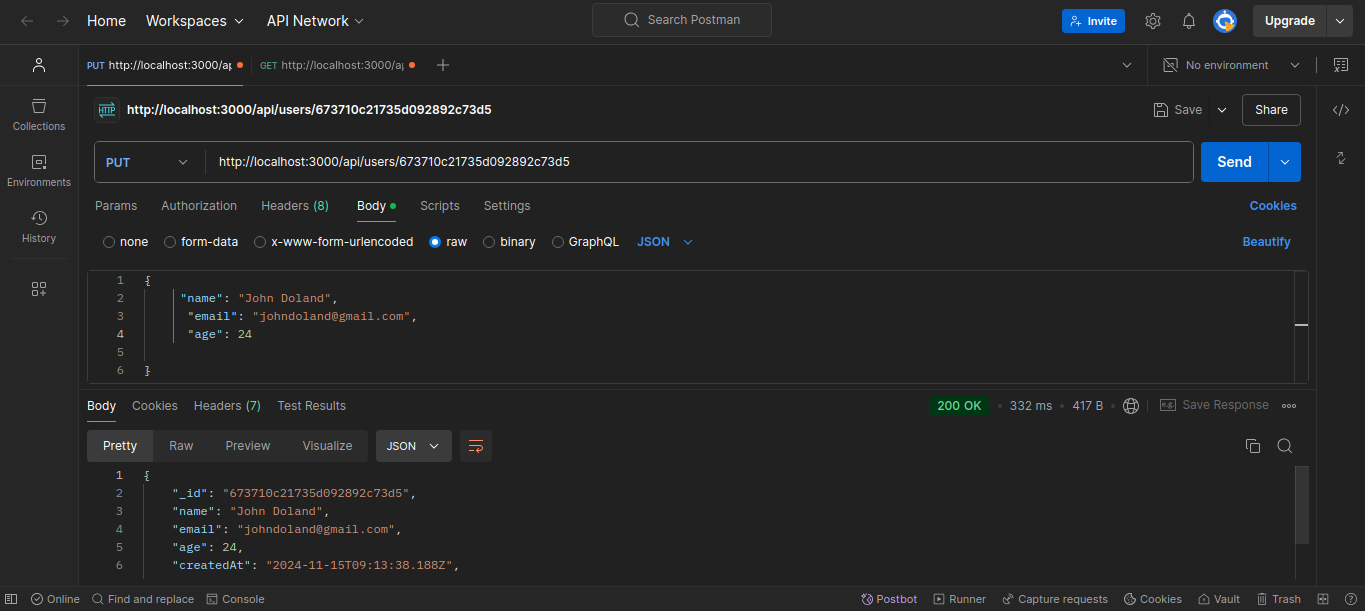 Home Workspaces API Network Search Postman Invite Upgrade
PUT http://localhost:3000/ap GET http://localhost:3000/ap No environment
HTTP http://localhost:3000/api/users/673710c21735d092892c73d5 Save Share
Collections
PUT http://localhost:3000/api/users/673710c21735d092892c73d5 Send
Environments
Params Authorization Headers (8) Body Scripts Settings Cookies
History
none form-data x-www-form-urlencoded raw binary GraphQL JSON Beautify
1 {
2 "name": "John Doland",
3 "email": "johndoland@gmail.com",
4 "age": 24
5
6 }
Body Cookies Headers (7) Test Results 200 OK 332 ms 417 B e.g. Save Response
Pretty Raw Preview Visualize JSON
1 {
2 "_id": "673710c21735d092892c73d5",
3 "name": "John Doland",
4 "email": "johndoland@gmail.com",
5 "age": 24,
6 "createdAt": "2024-11-15T09:13:38.188Z",
Online Find and replace Console Postbot Runner Capture requests Cookies Vault Trash